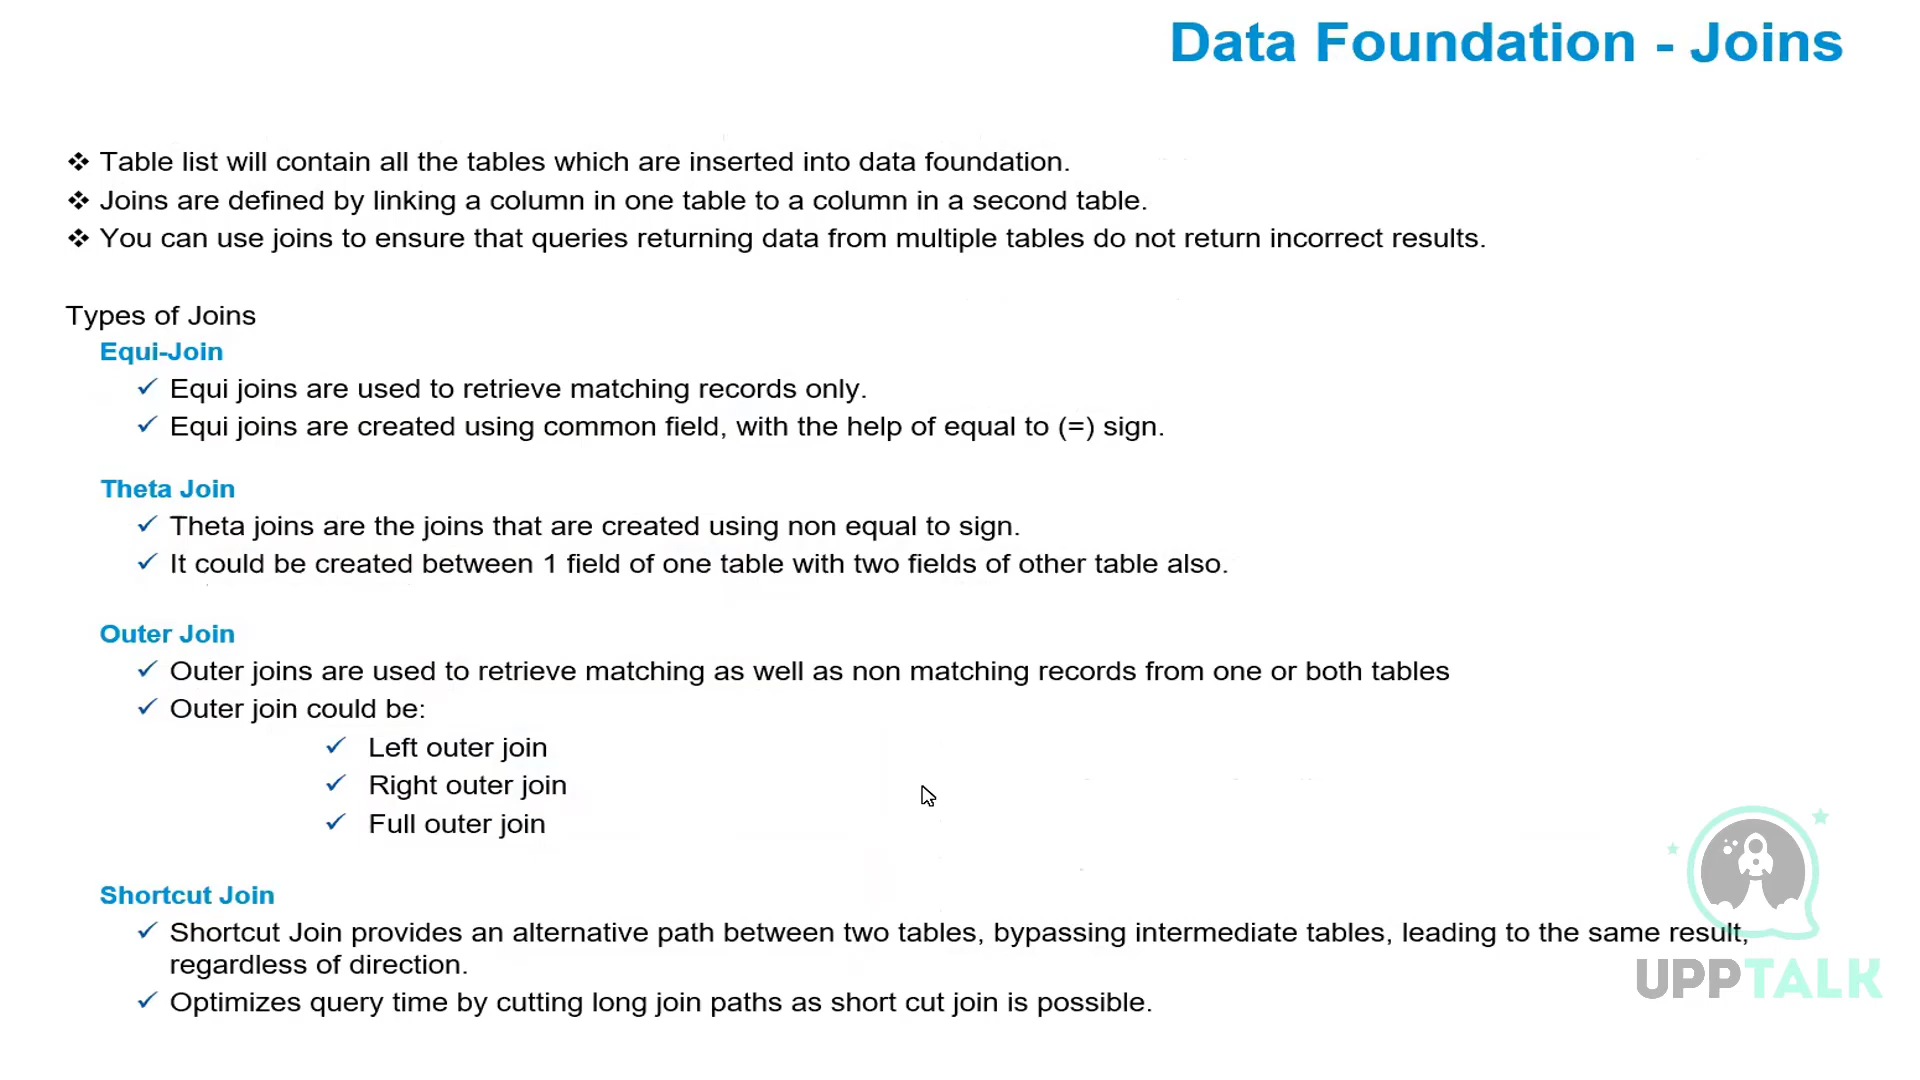 Data Foundation - Joins
❖ Table list will contain all the tables which are inserted into data foundation.
❖ Joins are defined by linking a column in one table to a column in a second table.
❖ You can use joins to ensure that queries returning data from multiple tables do not return incorrect results.
Types of Joins
Equi-Join
✓ Equi joins are used to retrieve matching records only.
✓ Equi joins are created using common field, with the help of equal to (=) sign.
Theta Join
✓ Theta joins are the joins that are created using non equal to sign.
✓ It could be created between 1 field of one table with two fields of other table also.
Outer Join
✓ Outer joins are used to retrieve matching as well as non matching records from one or both tables
✓ Outer join could be:
✓ Left outer join
✓ Right outer join
✓ Full outer join
Shortcut Join
✓ Shortcut Join provides an alternative path between two tables, bypassing intermediate tables, leading to the same result,
regardless of direction.
✓ Optimizes query time by cutting long join paths as short cut join is possible.
UPPTALK